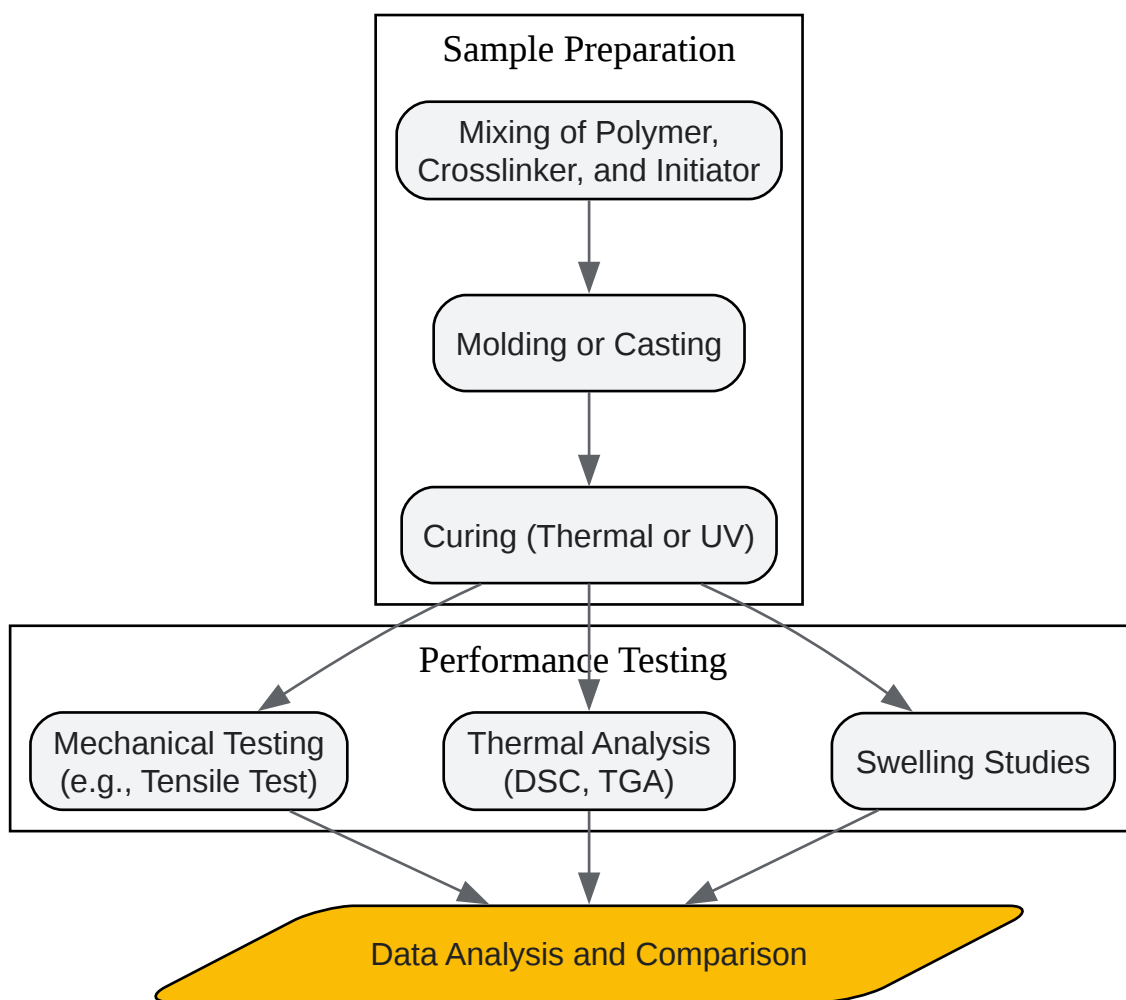 Sample Preparation
Mixing of Polymer,
Crosslinker, and Initiator
Molding or Casting
Curing (Thermal or UV)
Performance Testing
Mechanical Testing
(e.g., Tensile Test)
Thermal Analysis
(DSC, TGA)
Swelling Studies
Data Analysis and Comparison